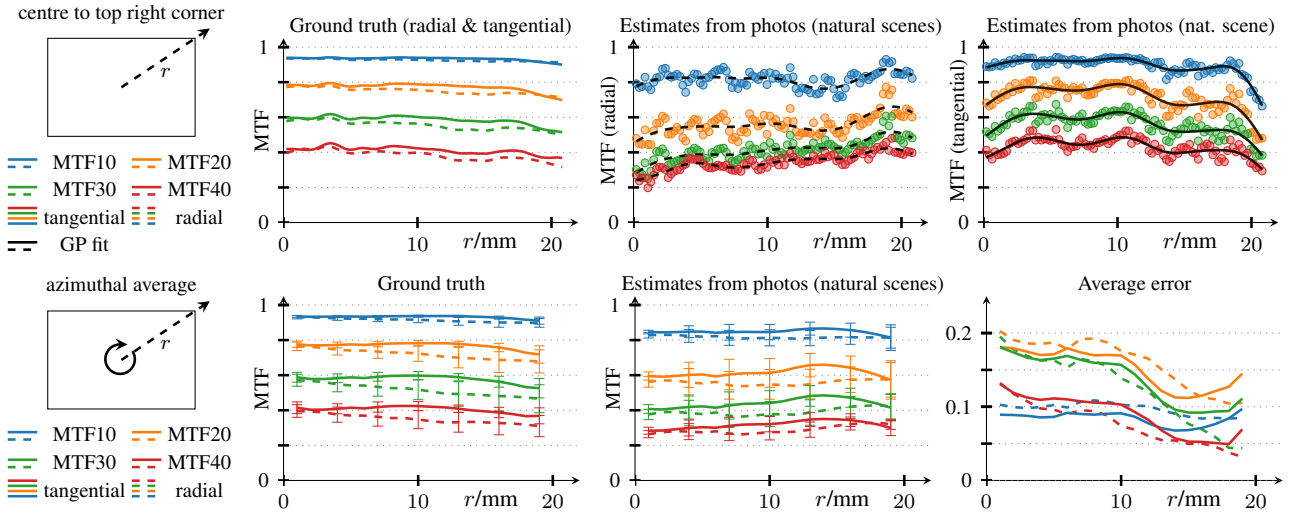 centre to top right corner
r
MTF10 MTF20
MTF30 MTF40
tangential radial
GP fit
Ground truth (radial & tangential)
MTF
1
0
0 10 20
r/mm
Estimates from photos (natural scenes)
MTF (radial)
1
0
0 10 20
r/mm
Estimates from photos (nat. scene)
MTF (tangential)
1
0
0 10 20
r/mm
azimuthal average
r
MTF10 MTF20
MTF30 MTF40
tangential radial
Ground truth
MTF
1
0
0 10 20
r/mm
Estimates from photos (natural scenes)
MTF
1
0
0 10 20
r/mm
Average error
0.2
0.1
0
0 10 20
r/mm